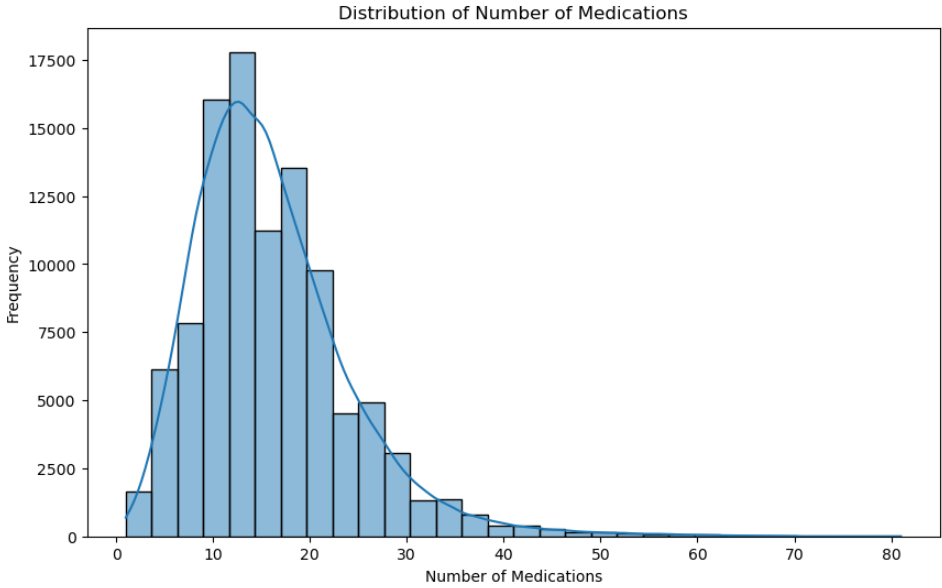 Distribution of Number of Medications
17500
15000
12500
10000
7500
5000
2500
0
Frequency
0 10 20 30 40 50 60 70 80
Number of Medications